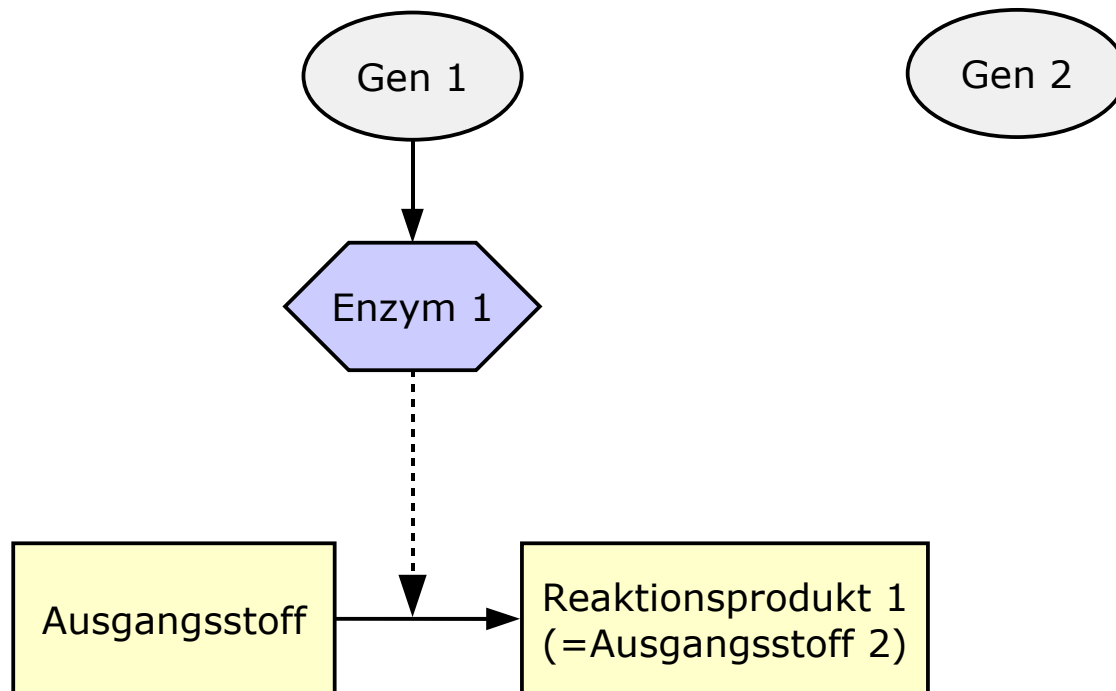 Gen 1
Gen 2
Enzym 1
Ausgangsstoff
Reaktionsprodukt 1
(=Ausgangsstoff 2)